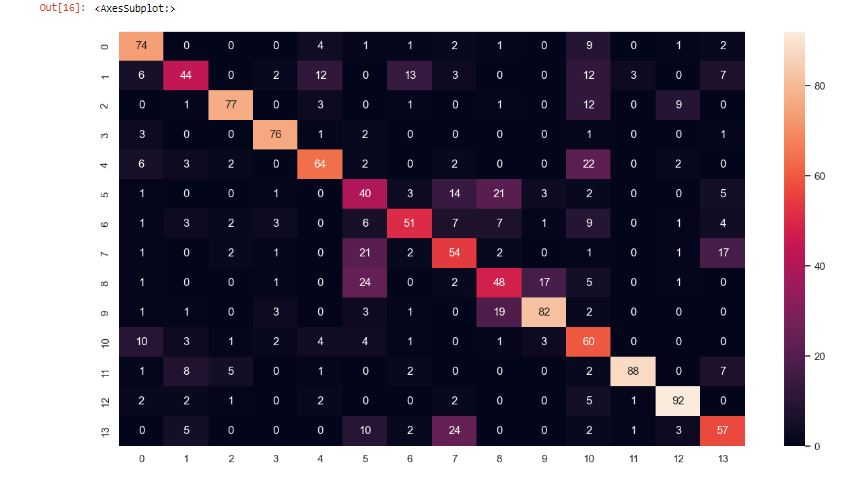 Out[16]: <AxesSubplot:>
0 74 0 0 0 4 1 1 2 1 0 9 0 1 2
1 6 44 0 2 12 0 13 3 0 0 12 3 0 7
2 0 1 77 0 3 0 1 0 1 0 12 0 9 0
3 3 0 0 76 1 2 0 0 0 0 1 0 0 1
4 6 3 2 0 64 2 0 2 0 0 22 0 2 0
5 1 0 0 1 0 40 3 14 21 3 2 0 0 5
6 1 3 2 3 0 6 51 7 7 1 9 0 1 4
7 1 0 2 1 0 21 2 54 2 0 1 0 1 17
8 1 0 0 1 0 24 0 2 48 17 5 0 1 0
9 1 1 0 3 0 3 1 0 19 82 2 0 0 0
10 10 3 1 2 4 4 1 0 1 3 60 0 0 0
11 1 8 5 0 1 0 2 0 0 0 2 88 0 7
12 2 2 1 0 2 0 0 2 0 0 5 1 92 0
13 0 5 0 0 0 10 2 24 0 0 2 1 3 57
0 1 2 3 4 5 6 7 8 9 10 11 12 13
80
60
40
20
0